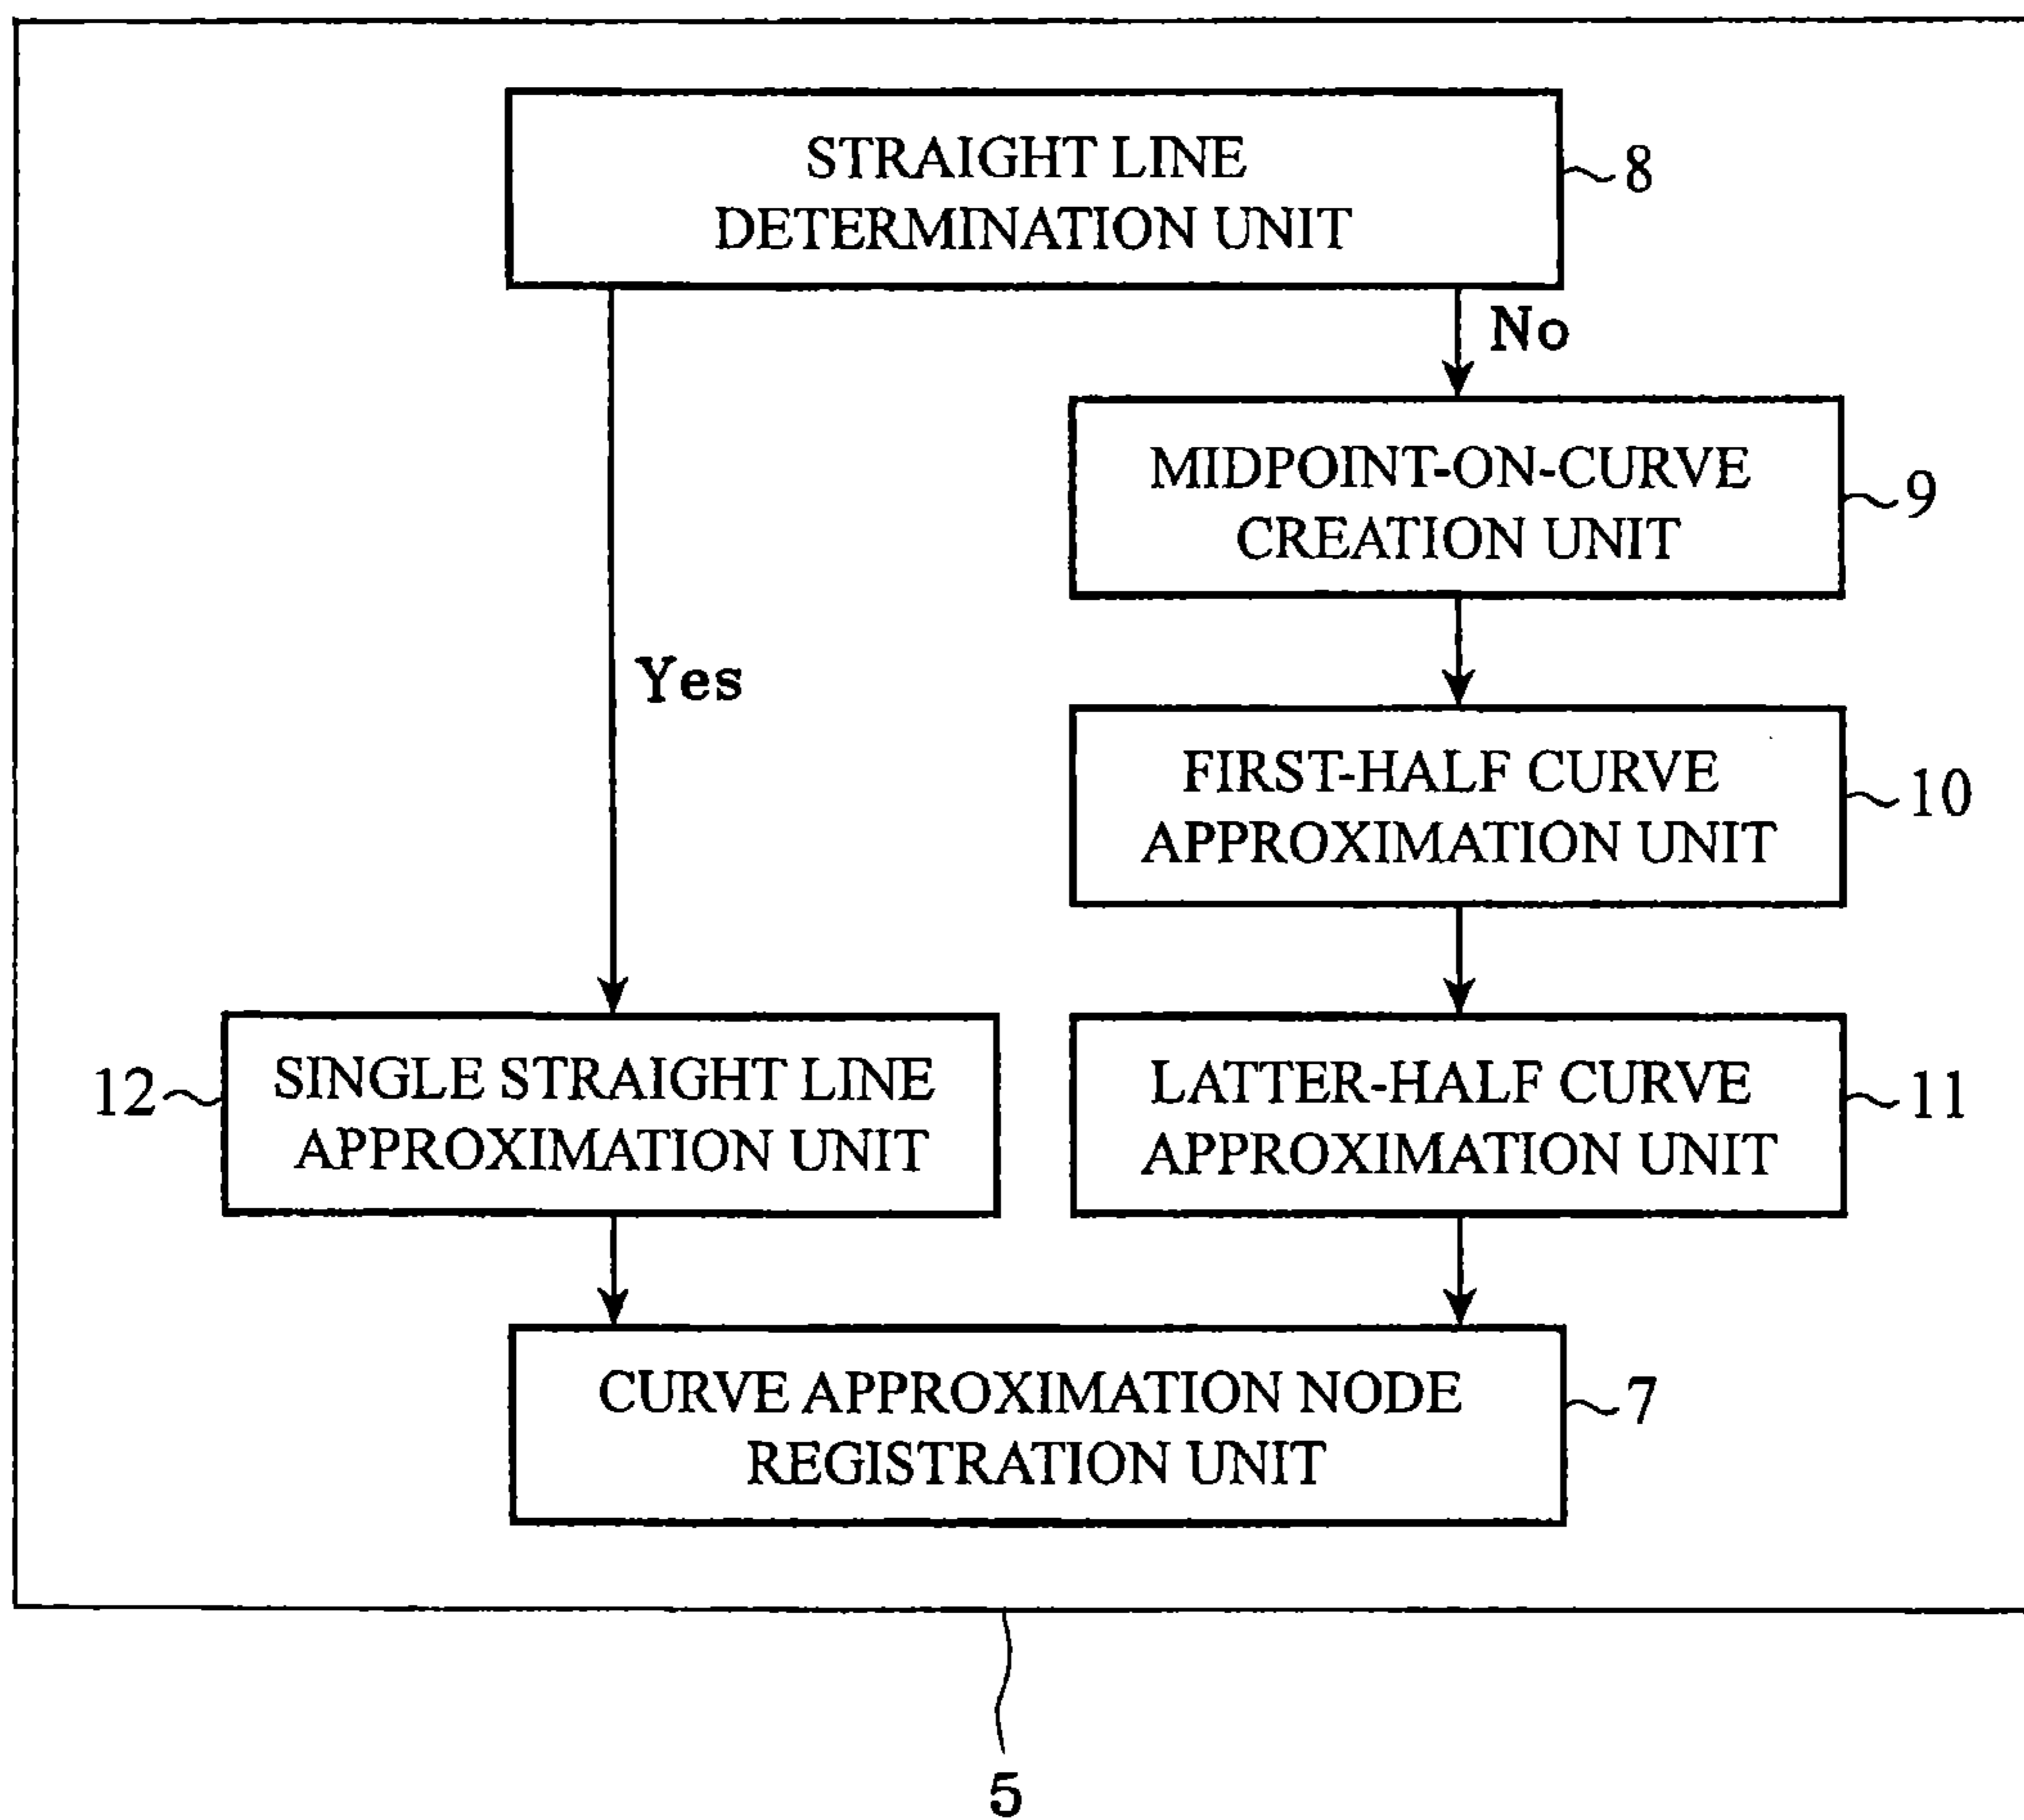 STRAIGHT LINE
DETERMINATION UNIT
8
No
MIDPOINT-ON-CURVE
CREATION UNIT
9
Yes
FIRST-HALF CURVE
APPROXIMATION UNIT
10
12
SINGLE STRAIGHT LINE
APPROXIMATION UNIT
LATTER-HALF CURVE
APPROXIMATION UNIT
11
CURVE APPROXIMATION NODE
REGISTRATION UNIT
7
5